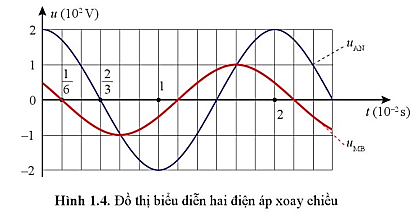 u (10² V)
2
1
0
−1
−2
1/6
2/3
1
2
u_AN
t (10⁻² s)
u_MB
Hình 1.4. Đồ thị biểu diễn hai điện áp xoay chiều